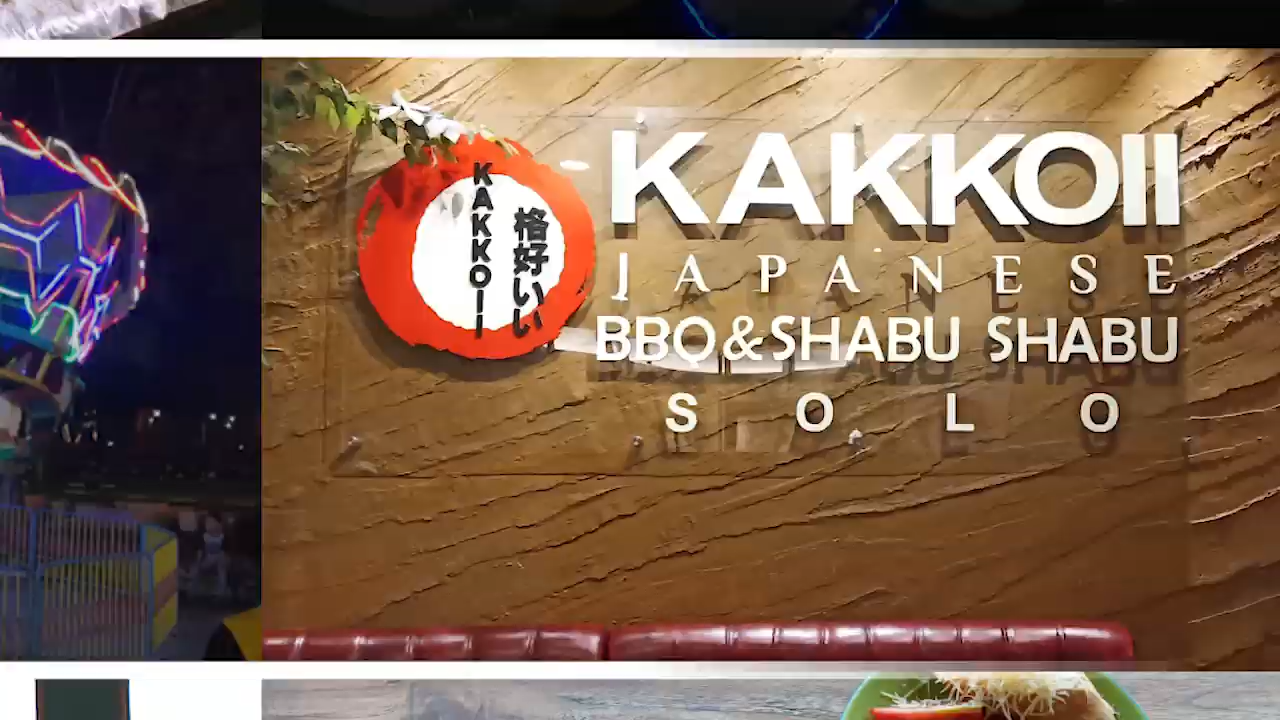 KAKKOII
格好いい
KAKKOII
JAPANESE
BBQ & SHABU SHABU
SOLO